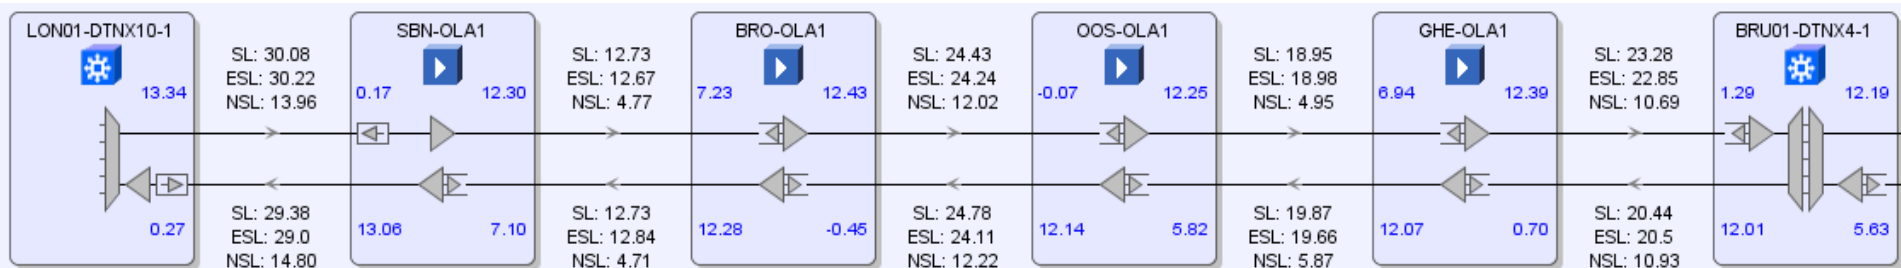 LON01-DTNX10-1
13.34
0.27
SL: 30.08
ESL: 30.22
NSL: 13.96
SL: 29.38
ESL: 29.0
NSL: 14.80
SBN-OLA1
0.17
12.30
13.06
7.10
SL: 12.73
ESL: 12.67
NSL: 4.77
SL: 12.73
ESL: 12.84
NSL: 4.71
BRO-OLA1
7.23
12.43
12.28
-0.45
SL: 24.43
ESL: 24.24
NSL: 12.02
SL: 24.78
ESL: 24.11
NSL: 12.22
OOS-OLA1
-0.07
12.25
12.14
5.82
SL: 18.95
ESL: 18.98
NSL: 4.95
SL: 19.87
ESL: 19.66
NSL: 5.87
GHE-OLA1
6.94
12.39
12.07
0.70
SL: 23.28
ESL: 22.85
NSL: 10.69
SL: 20.44
ESL: 20.5
NSL: 10.93
BRU01-DTNX4-1
1.29
12.19
12.01
5.63